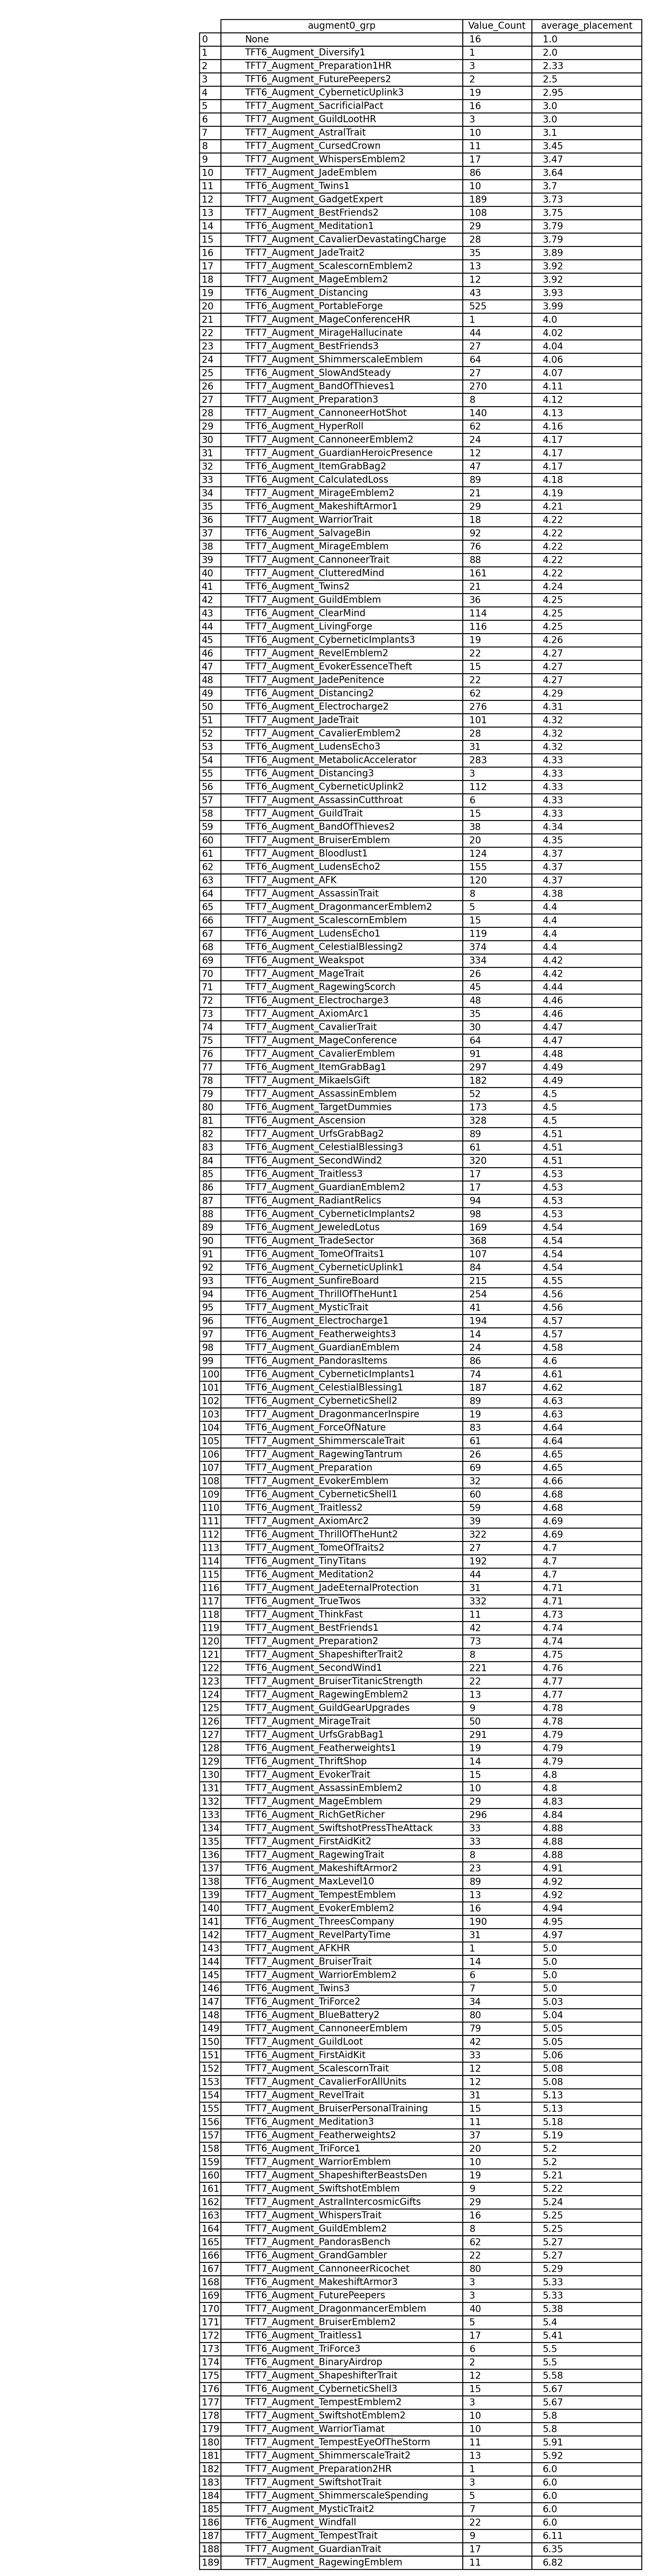 augment0_grp Value_Count average_placement
0 None 16 1.0
1 TFT6_Augment_Diversify1 1 2.0
2 TFT7_Augment_Preparation1HR 3 2.33
3 TFT6_Augment_FuturePeepers2 2 2.5
4 TFT6_Augment_CyberneticUplink3 19 2.95
5 TFT7_Augment_SacrificialPact 16 3.0
6 TFT7_Augment_GuildLootHR 3 3.0
7 TFT7_Augment_AstralTrait 10 3.1
8 TFT7_Augment_CursedCrown 11 3.45
9 TFT7_Augment_WhispersEmblem2 17 3.47
10 TFT7_Augment_JadeEmblem 86 3.64
11 TFT6_Augment_Twins1 10 3.7
12 TFT7_Augment_GadgetExpert 189 3.73
13 TFT7_Augment_BestFriends2 108 3.75
14 TFT6_Augment_Meditation1 29 3.79
15 TFT7_Augment_CavalierDevastatingCharge 28 3.79
16 TFT7_Augment_JadeTrait2 35 3.89
17 TFT7_Augment_ScalescornEmblem2 13 3.92
18 TFT7_Augment_MageEmblem2 12 3.92
19 TFT6_Augment_Distancing 43 3.93
20 TFT6_Augment_PortableForge 525 3.99
21 TFT7_Augment_MageConferenceHR 1 4.0
22 TFT7_Augment_MirageHallucinate 44 4.02
23 TFT7_Augment_BestFriends3 27 4.04
24 TFT7_Augment_ShimmerscaleEmblem 64 4.06
25 TFT6_Augment_SlowAndSteady 27 4.07
26 TFT7_Augment_BandOfThieves1 270 4.11
27 TFT7_Augment_Preparation3 8 4.12
28 TFT7_Augment_CannoneerHotShot 140 4.13
29 TFT6_Augment_HyperRoll 62 4.16
30 TFT7_Augment_CannoneerEmblem2 24 4.17
31 TFT7_Augment_GuardianHeroicPresence 12 4.17
32 TFT6_Augment_ItemGrabBag2 47 4.17
33 TFT6_Augment_CalculatedLoss 89 4.18
34 TFT7_Augment_MirageEmblem2 21 4.19
35 TFT6_Augment_MakeshiftArmor1 29 4.21
36 TFT7_Augment_WarriorTrait 18 4.22
37 TFT6_Augment_SalvageBin 92 4.22
38 TFT7_Augment_MirageEmblem 76 4.22
39 TFT7_Augment_CannoneerTrait 88 4.22
40 TFT7_Augment_ClutteredMind 161 4.22
41 TFT6_Augment_Twins2 21 4.24
42 TFT7_Augment_GuildEmblem 36 4.25
43 TFT6_Augment_ClearMind 114 4.25
44 TFT7_Augment_LivingForge 116 4.25
45 TFT6_Augment_CyberneticImplants3 19 4.26
46 TFT7_Augment_RevelEmblem2 22 4.27
47 TFT7_Augment_EvokerEssenceTheft 15 4.27
48 TFT7_Augment_JadePenitence 22 4.27
49 TFT6_Augment_Distancing2 62 4.29
50 TFT6_Augment_Electrocharge2 276 4.31
51 TFT7_Augment_JadeTrait 101 4.32
52 TFT7_Augment_CavalierEmblem2 28 4.32
53 TFT6_Augment_LudensEcho3 31 4.32
54 TFT6_Augment_MetabolicAccelerator 283 4.33
55 TFT6_Augment_Distancing3 3 4.33
56 TFT6_Augment_CyberneticUplink2 112 4.33
57 TFT7_Augment_AssassinCutthroat 6 4.33
58 TFT7_Augment_GuildTrait 15 4.33
59 TFT6_Augment_BandOfThieves2 38 4.34
60 TFT7_Augment_BruiserEmblem 20 4.35
61 TFT7_Augment_Bloodlust1 124 4.37
62 TFT6_Augment_LudensEcho2 155 4.37
63 TFT7_Augment_AFK 120 4.37
64 TFT7_Augment_AssassinTrait 8 4.38
65 TFT7_Augment_DragonmancerEmblem2 5 4.4
66 TFT7_Augment_ScalescornEmblem 15 4.4
67 TFT6_Augment_LudensEcho1 119 4.4
68 TFT6_Augment_CelestialBlessing2 374 4.4
69 TFT6_Augment_Weakspot 334 4.42
70 TFT7_Augment_MageTrait 26 4.42
71 TFT7_Augment_RagewingScorch 45 4.44
72 TFT6_Augment_Electrocharge3 48 4.46
73 TFT7_Augment_AxiomArc1 35 4.46
74 TFT7_Augment_CavalierTrait 30 4.47
75 TFT7_Augment_MageConference 64 4.47
76 TFT7_Augment_CavalierEmblem 91 4.48
77 TFT6_Augment_ItemGrabBag1 297 4.49
78 TFT7_Augment_MikaelsGift 182 4.49
79 TFT7_Augment_AssassinEmblem 52 4.5
80 TFT6_Augment_TargetDummies 173 4.5
81 TFT6_Augment_Ascension 328 4.5
82 TFT7_Augment_UrfsGrabBag2 89 4.51
83 TFT6_Augment_CelestialBlessing3 61 4.51
84 TFT6_Augment_SecondWind2 320 4.51
85 TFT6_Augment_Traitless3 17 4.53
86 TFT7_Augment_GuardianEmblem2 17 4.53
87 TFT6_Augment_RadiantRelics 94 4.53
88 TFT6_Augment_CyberneticImplants2 98 4.53
89 TFT6_Augment_JeweledLotus 169 4.54
90 TFT6_Augment_TradeSector 368 4.54
91 TFT6_Augment_TomeOfTraits1 107 4.54
92 TFT6_Augment_CyberneticUplink1 84 4.54
93 TFT6_Augment_SunfireBoard 215 4.55
94 TFT6_Augment_ThrillOfTheHunt1 254 4.56
95 TFT7_Augment_MysticTrait 41 4.56
96 TFT6_Augment_Electrocharge1 194 4.57
97 TFT6_Augment_Featherweights3 14 4.57
98 TFT7_Augment_GuardianEmblem 24 4.58
99 TFT6_Augment_PandorasItems 86 4.6
100 TFT6_Augment_CyberneticImplants1 74 4.61
101 TFT6_Augment_CelestialBlessing1 187 4.62
102 TFT6_Augment_CyberneticShell2 89 4.63
103 TFT7_Augment_DragonmancerInspire 19 4.63
104 TFT6_Augment_ForceOfNature 83 4.64
105 TFT7_Augment_ShimmerscaleTrait 61 4.64
106 TFT7_Augment_RagewingTantrum 26 4.65
107 TFT7_Augment_Preparation 69 4.65
108 TFT7_Augment_EvokerEmblem 32 4.66
109 TFT6_Augment_CyberneticShell1 60 4.68
110 TFT6_Augment_Traitless2 59 4.68
111 TFT7_Augment_AxiomArc2 39 4.69
112 TFT6_Augment_ThrillOfTheHunt2 322 4.69
113 TFT7_Augment_TomeOfTraits2 27 4.7
114 TFT6_Augment_TinyTitans 192 4.7
115 TFT6_Augment_Meditation2 44 4.7
116 TFT7_Augment_JadeEternalProtection 31 4.71
117 TFT6_Augment_TrueTwos 332 4.71
118 TFT7_Augment_ThinkFast 11 4.73
119 TFT7_Augment_BestFriends1 42 4.74
120 TFT7_Augment_Preparation2 73 4.74
121 TFT7_Augment_ShapeshifterTrait2 8 4.75
122 TFT6_Augment_SecondWind1 221 4.76
123 TFT7_Augment_BruiserTitanicStrength 22 4.77
124 TFT7_Augment_RagewingEmblem2 13 4.77
125 TFT7_Augment_GuildGearUpgrades 9 4.78
126 TFT7_Augment_MirageTrait 50 4.78
127 TFT7_Augment_UrfsGrabBag1 291 4.79
128 TFT6_Augment_Featherweights1 19 4.79
129 TFT6_Augment_ThriftShop 14 4.79
130 TFT7_Augment_EvokerTrait 15 4.8
131 TFT7_Augment_AssassinEmblem2 10 4.8
132 TFT7_Augment_MageEmblem 29 4.83
133 TFT6_Augment_RichGetRicher 296 4.84
134 TFT7_Augment_SwiftshotPressTheAttack 33 4.88
135 TFT7_Augment_FirstAidKit2 33 4.88
136 TFT7_Augment_RagewingTrait 8 4.88
137 TFT6_Augment_MakeshiftArmor2 23 4.91
138 TFT6_Augment_MaxLevel10 89 4.92
139 TFT7_Augment_TempestEmblem 13 4.92
140 TFT7_Augment_EvokerEmblem2 16 4.94
141 TFT6_Augment_ThreesCompany 190 4.95
142 TFT7_Augment_RevelPartyTime 31 4.97
143 TFT7_Augment_AFKHR 1 5.0
144 TFT7_Augment_BruiserTrait 14 5.0
145 TFT7_Augment_WarriorEmblem2 6 5.0
146 TFT6_Augment_Twins3 7 5.0
147 TFT6_Augment_TriForce2 34 5.03
148 TFT6_Augment_BlueBattery2 80 5.04
149 TFT7_Augment_CannoneerEmblem 79 5.05
150 TFT7_Augment_GuildLoot 42 5.05
151 TFT6_Augment_FirstAidKit 33 5.06
152 TFT7_Augment_ScalescornTrait 12 5.08
153 TFT7_Augment_CavalierForAllUnits 12 5.08
154 TFT7_Augment_RevelTrait 31 5.13
155 TFT7_Augment_BruiserPersonalTraining 15 5.13
156 TFT6_Augment_Meditation3 11 5.18
157 TFT6_Augment_Featherweights2 37 5.19
158 TFT6_Augment_TriForce1 20 5.2
159 TFT7_Augment_WarriorEmblem 10 5.2
160 TFT7_Augment_ShapeshifterBeastsDen 19 5.21
161 TFT7_Augment_SwiftshotEmblem 9 5.22
162 TFT7_Augment_AstralIntercosmicGifts 29 5.24
163 TFT7_Augment_WhispersTrait 16 5.25
164 TFT7_Augment_GuildEmblem2 8 5.25
165 TFT7_Augment_PandorasBench 62 5.27
166 TFT6_Augment_GrandGambler 22 5.27
167 TFT7_Augment_CannoneerRicochet 80 5.29
168 TFT6_Augment_MakeshiftArmor3 3 5.33
169 TFT6_Augment_FuturePeepers 3 5.33
170 TFT7_Augment_DragonmancerEmblem 40 5.38
171 TFT7_Augment_BruiserEmblem2 5 5.4
172 TFT6_Augment_Traitless1 17 5.41
173 TFT6_Augment_TriForce3 6 5.5
174 TFT6_Augment_BinaryAirdrop 2 5.5
175 TFT7_Augment_ShapeshifterTrait 12 5.58
176 TFT6_Augment_CyberneticShell3 15 5.67
177 TFT7_Augment_TempestEmblem2 3 5.67
178 TFT7_Augment_SwiftshotEmblem2 10 5.8
179 TFT7_Augment_WarriorTiamat 10 5.8
180 TFT7_Augment_TempestEyeOfTheStorm 11 5.91
181 TFT7_Augment_ShimmerscaleTrait2 13 5.92
182 TFT7_Augment_Preparation2HR 1 6.0
183 TFT7_Augment_SwiftshotTrait 3 6.0
184 TFT7_Augment_ShimmerscaleSpending 5 6.0
185 TFT7_Augment_MysticTrait2 7 6.0
186 TFT6_Augment_Windfall 22 6.0
187 TFT7_Augment_TempestTrait 9 6.11
188 TFT7_Augment_GuardianTrait 17 6.35
189 TFT7_Augment_RagewingEmblem 11 6.82